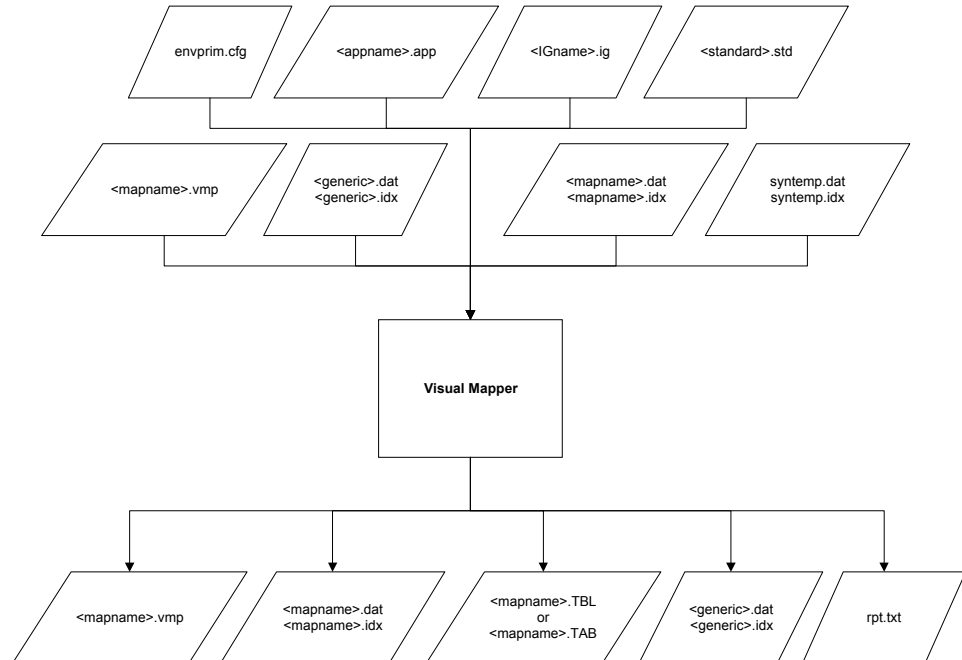 envprim.cfg
<appname>.app
<IGname>.ig
<standard>.std
<mapname>.vmp
<generic>.dat
<generic>.idx
<mapname>.dat
<mapname>.idx
syntemp.dat
syntemp.idx
Visual Mapper
<mapname>.vmp
<mapname>.dat
<mapname>.idx
<mapname>.TBL
or
<mapname>.TAB
<generic>.dat
<generic>.idx
rpt.txt